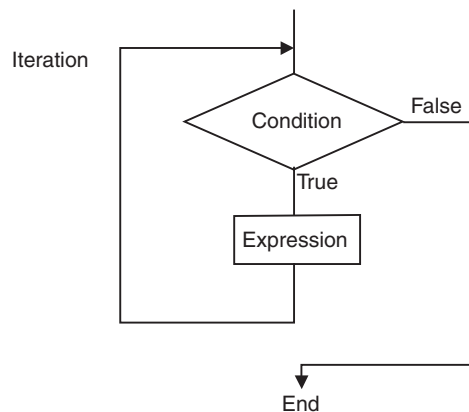 Iteration
Condition
False
True
Expression
End